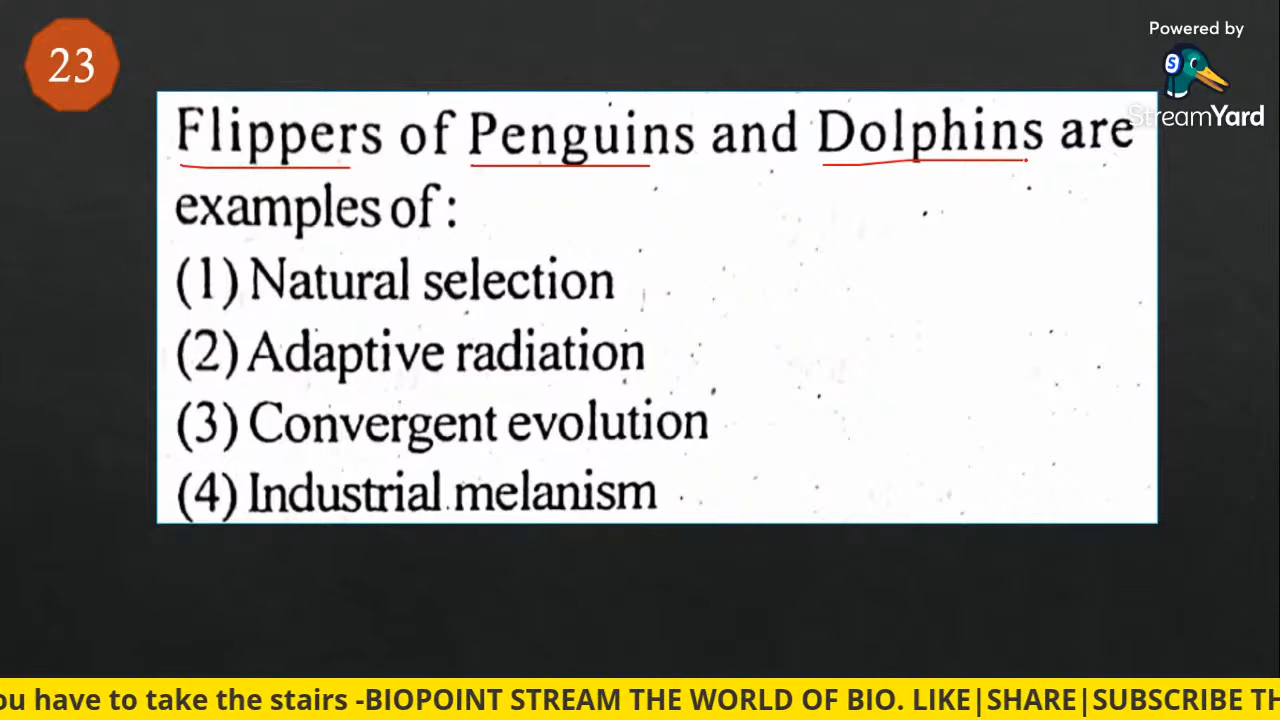 23
Powered by
StreamYard
Flippers of Penguins and Dolphins are
examples of :
(1) Natural selection
(2) Adaptive radiation
(3) Convergent evolution
(4) Industrial melanism
ou have to take the stairs -BIOPOINT STREAM THE WORLD OF BIO. LIKE|SHARE|SUBSCRIBE TH